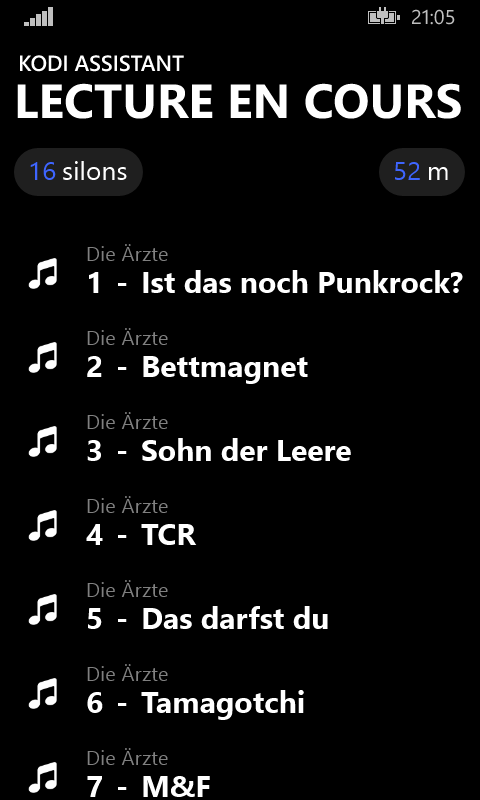 21:05
KODI ASSISTANT
LECTURE EN COURS
16 silons
52 m
Die Ärzte
1 - Ist das noch Punkrock?
Die Ärzte
2 - Bettmagnet
Die Ärzte
3 - Sohn der Leere
Die Ärzte
4 - TCR
Die Ärzte
5 - Das darfst du
Die Ärzte
6 - Tamagotchi
Die Ärzte
7 - M&F